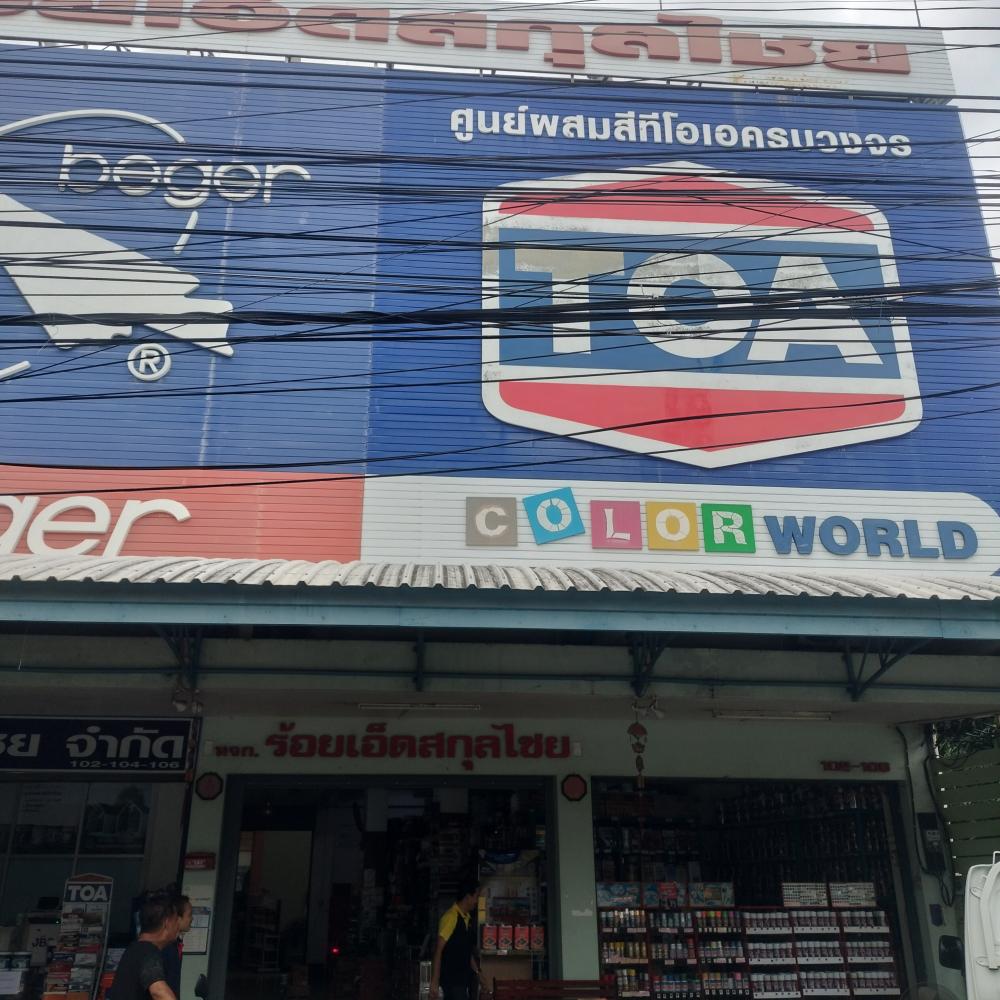 ร้อยเอ็ดสกุลไชย
beger
®
ศูนย์ผสมสีทีโอเอครบวงจร
TOA
ger
COLOR WORLD
ชย จำกัด
102-104-106
หจก. ร้อยเอ็ดสกุลไชย
TOA